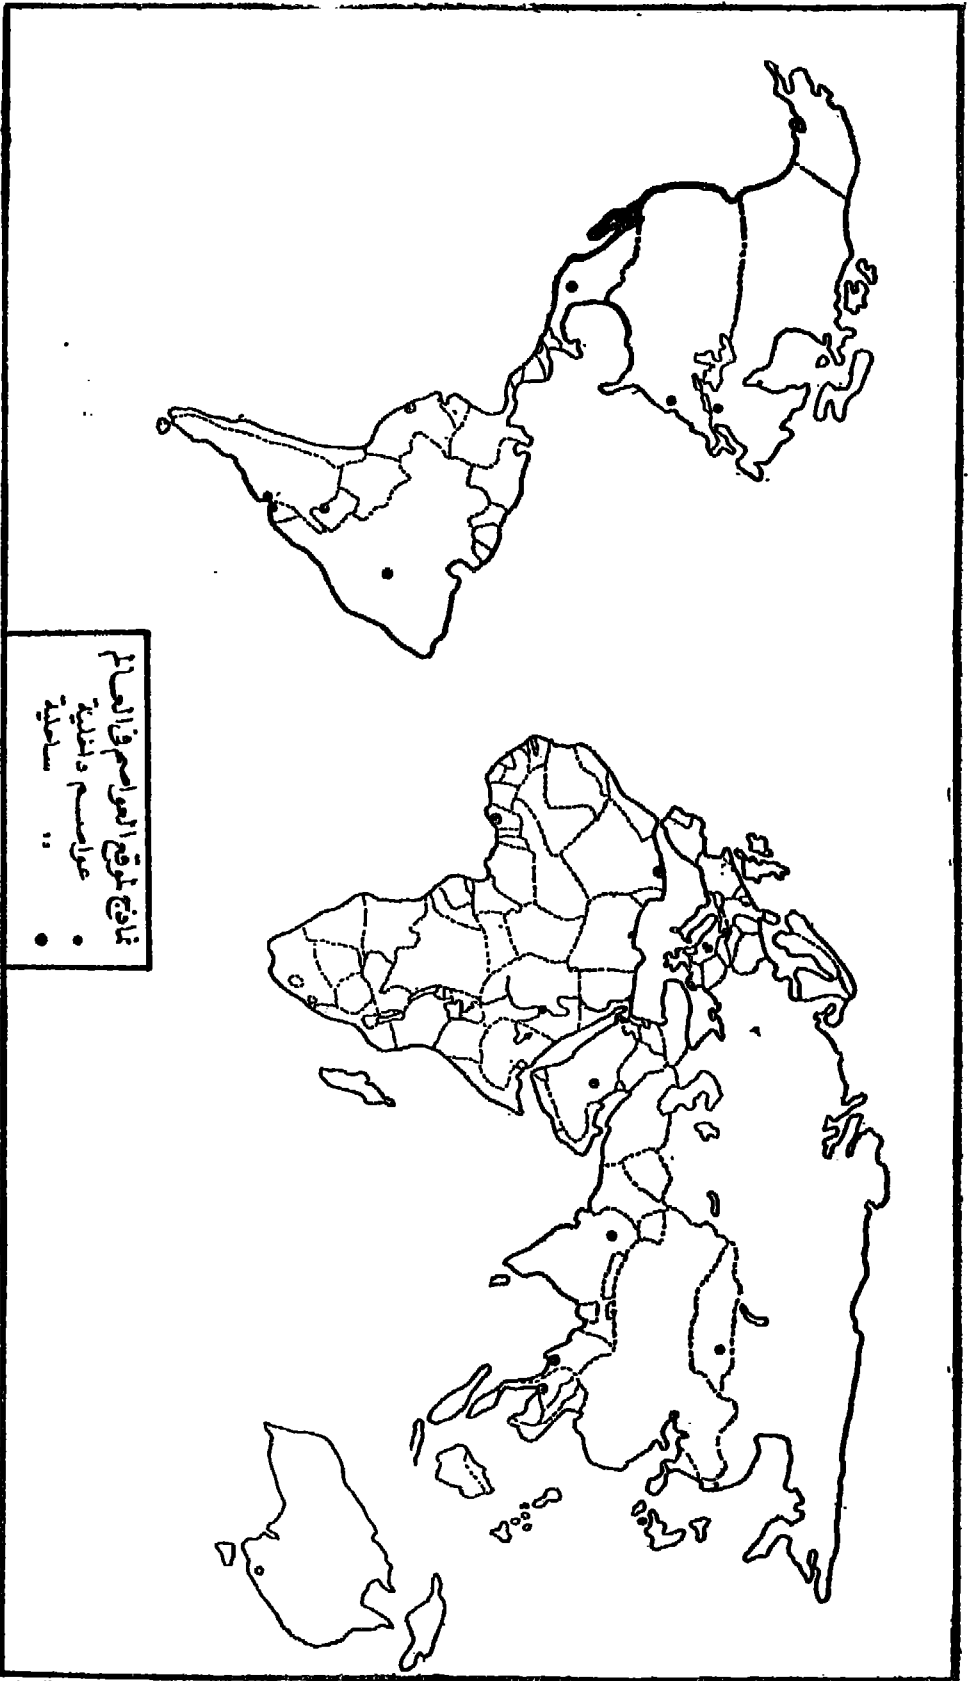 نماذج لموقع العواصم في العالم
عواصم داخلية •
" ساحلية ●